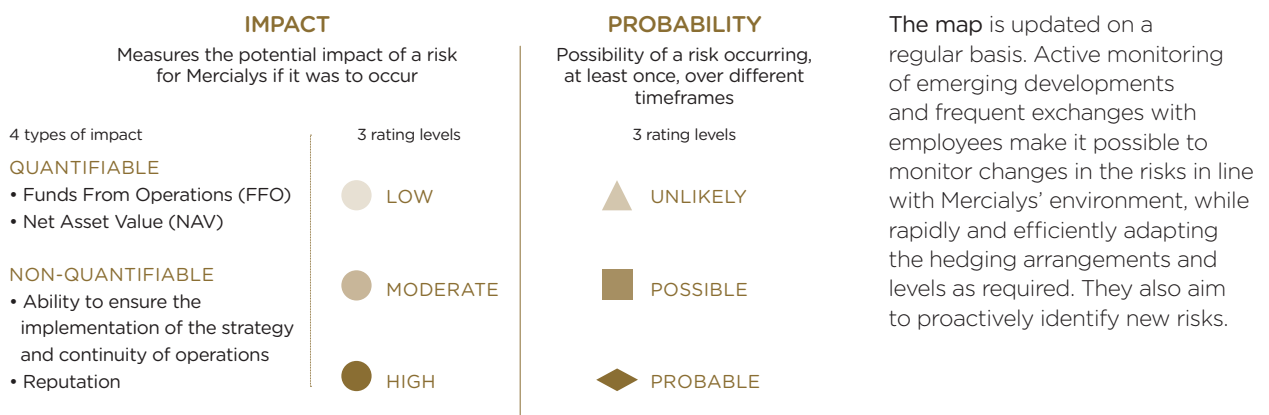 IMPACT
Measures the potential impact of a risk
for Mercialys if it was to occur
4 types of impact
QUANTIFIABLE
• Funds From Operations (FFO)
• Net Asset Value (NAV)
NON-QUANTIFIABLE
• Ability to ensure the
implementation of the strategy
and continuity of operations
• Reputation
3 rating levels
LOW
MODERATE
HIGH
PROBABILITY
Possibility of a risk occurring,
at least once, over different
timeframes
3 rating levels
UNLIKELY
POSSIBLE
PROBABLE
The map is updated on a
regular basis. Active monitoring
of emerging developments
and frequent exchanges with
employees make it possible to
monitor changes in the risks in line
with Mercialys’ environment, while
rapidly and efficiently adapting
the hedging arrangements and
levels as required. They also aim
to proactively identify new risks.